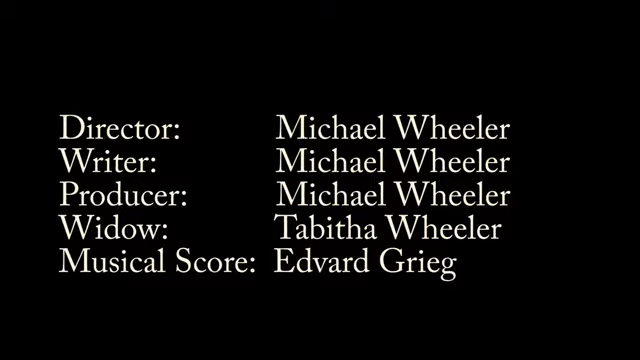 Director: Michael Wheeler
Writer: Michael Wheeler
Producer: Michael Wheeler
Widow: Tabitha Wheeler
Musical Score: Edvard Grieg